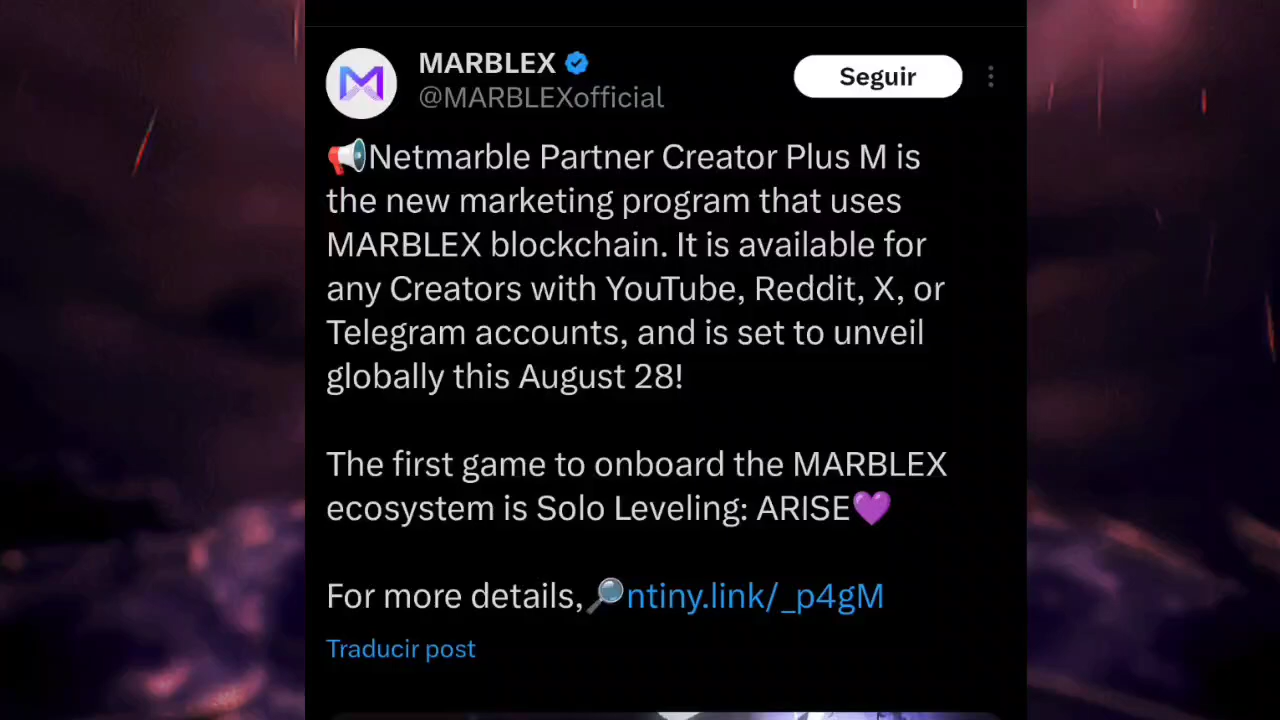 MARBLEX
Seguir
@MARBLEXofficial
📢Netmarble Partner Creator Plus M is
the new marketing program that uses
MARBLEX blockchain. It is available for
any Creators with YouTube, Reddit, X, or
Telegram accounts, and is set to unveil
globally this August 28!
The first game to onboard the MARBLEX
ecosystem is Solo Leveling: ARISE💜
For more details,🔎ntiny.link/_p4gM
Traducir post